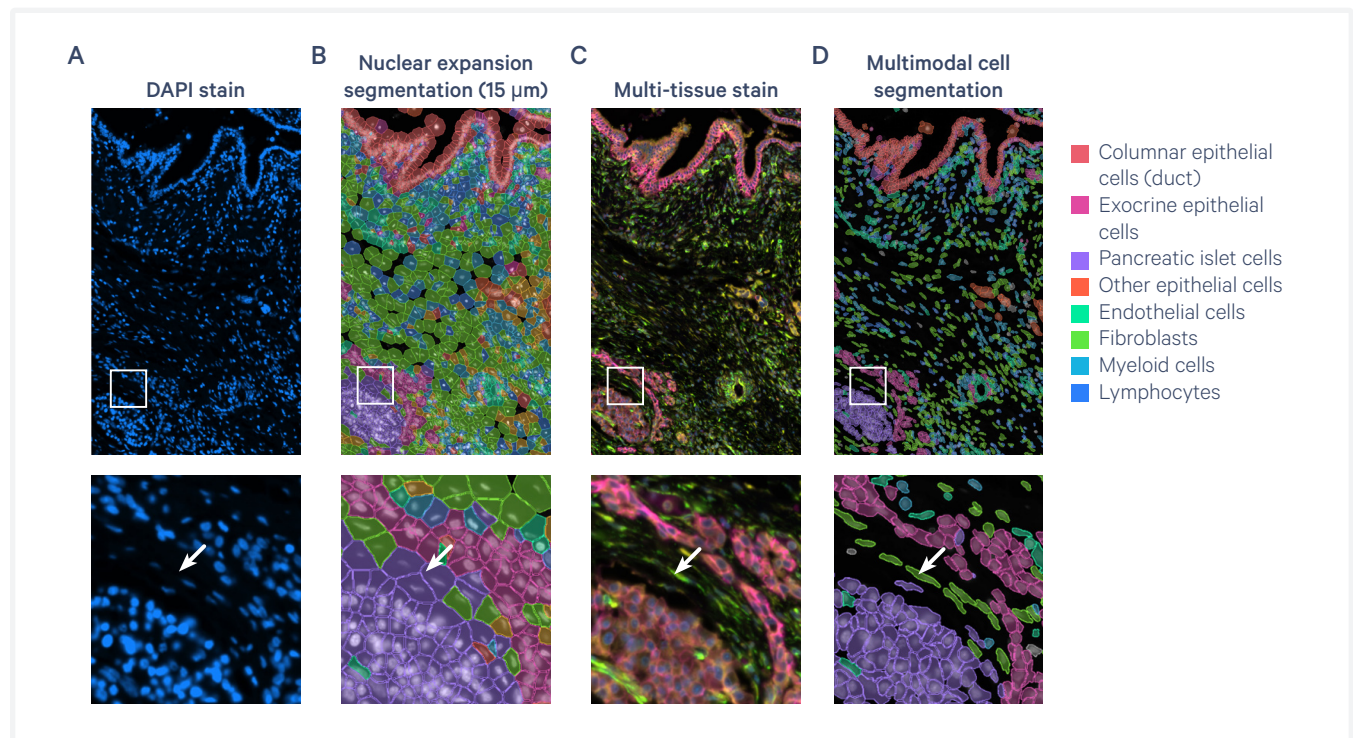 A
DAPI stain
B
Nuclear expansion
segmentation (15 µm)
C
Multi-tissue stain
D
Multimodal cell
segmentation
Columnar epithelial
cells (duct)
Exocrine epithelial
cells
Pancreatic islet cells
Other epithelial cells
Endothelial cells
Fibroblasts
Myeloid cells
Lymphocytes